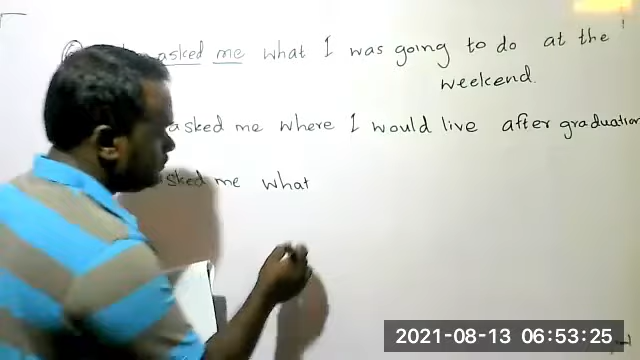 asked me what I was going to do at the
weekend.
asked me where I would live after graduation
asked me what
2021-08-13 06:53:25